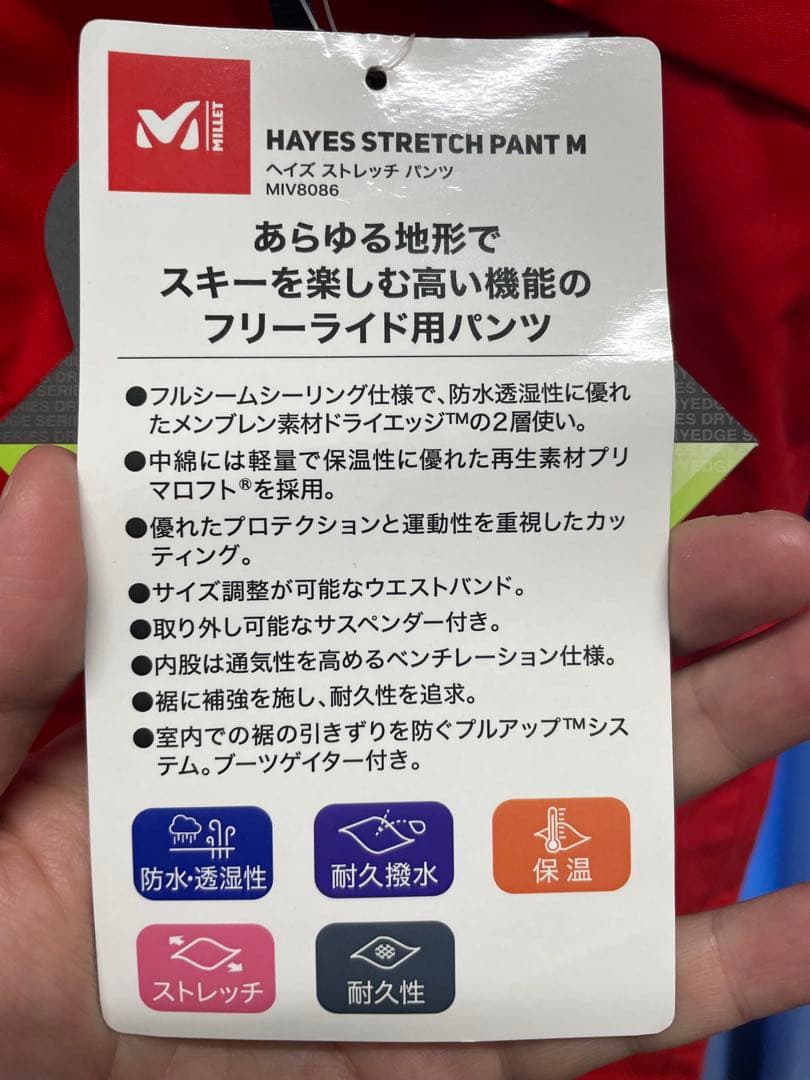 MILLET
HAYES STRETCH PANT M
ヘイズ ストレッチ パンツ
MIV8086
あらゆる地形で
スキーを楽しむ高い機能の
フリーライド用パンツ
●フルシームシーリング仕様で、防水透湿性に優れ
たメンブレン素材ドライエッジ™の2層使い。
●中綿には軽量で保温性に優れた再生素材プリ
マロフト®を採用。
●優れたプロテクションと運動性を重視したカッ
ティング。
●サイズ調整が可能なウエストバンド。
●取り外し可能なサスペンダー付き。
●内股は通気性を高めるベンチレーション仕様。
●裾に補強を施し、耐久性を追求。
●室内での裾の引きずりを防ぐプルアップ™シス
テム。ブーツゲイター付き。
防水・透湿性
耐久撥水
保温
ストレッチ
耐久性